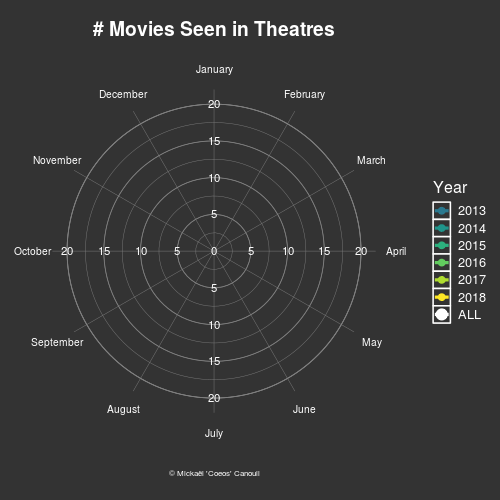 # Movies Seen in Theatres
January
December
February
20
November
15
March
10
Year
5
2013
2014
October 20 15 10 5 0 5 10 15 20 April
2015
2016
5
2017
2018
10
ALL
September
May
15
20
August
June
July
© Mickaël 'Coeos' Canouil